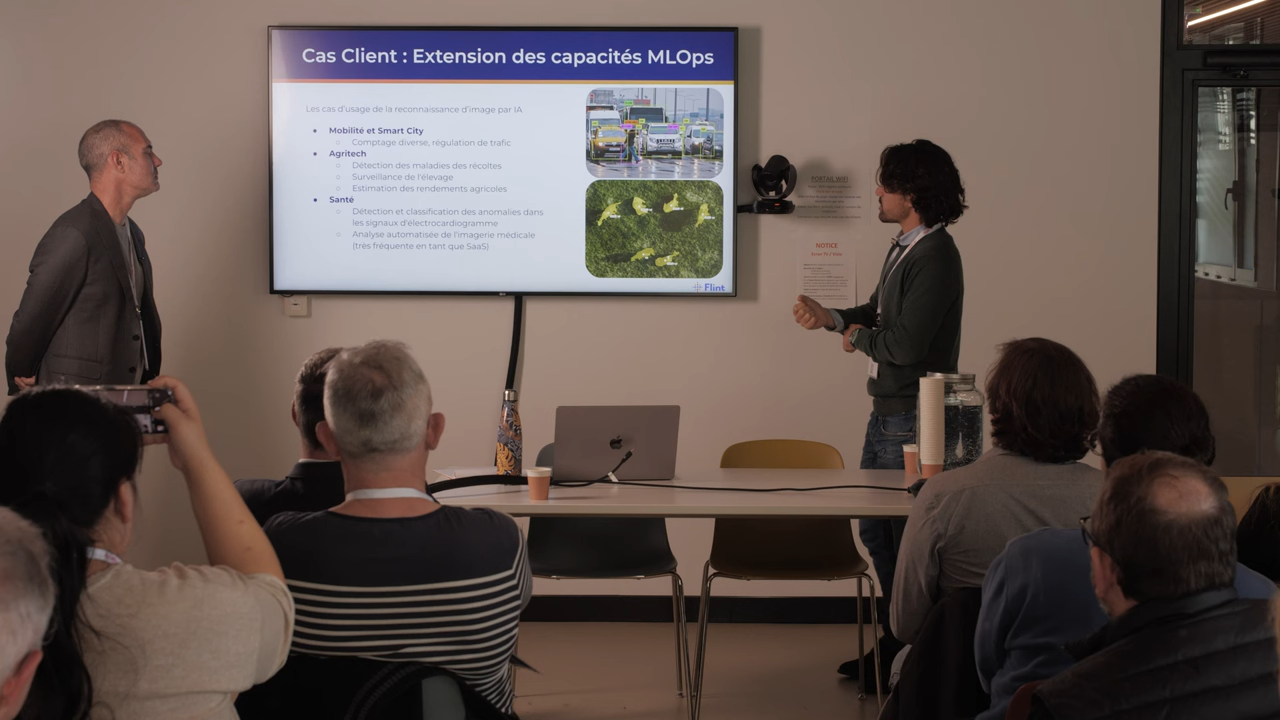 Cas Client : Extension des capacités MLOps
Les cas d'usage de la reconnaissance d'image par IA
Mobilité et Smart City
Comptage diverse, régulation de trafic
Agritech
Détection des maladies des récoltes
Surveillance de l'élevage
Estimation des rendements agricoles
Santé
Détection et classification des anomalies dans
les signaux d'électrocardiogramme
Analyse automatisée de l'imagerie médicale
(très fréquente en tant que SaaS)
Flint
PORTAIL WIFI
NOTICE